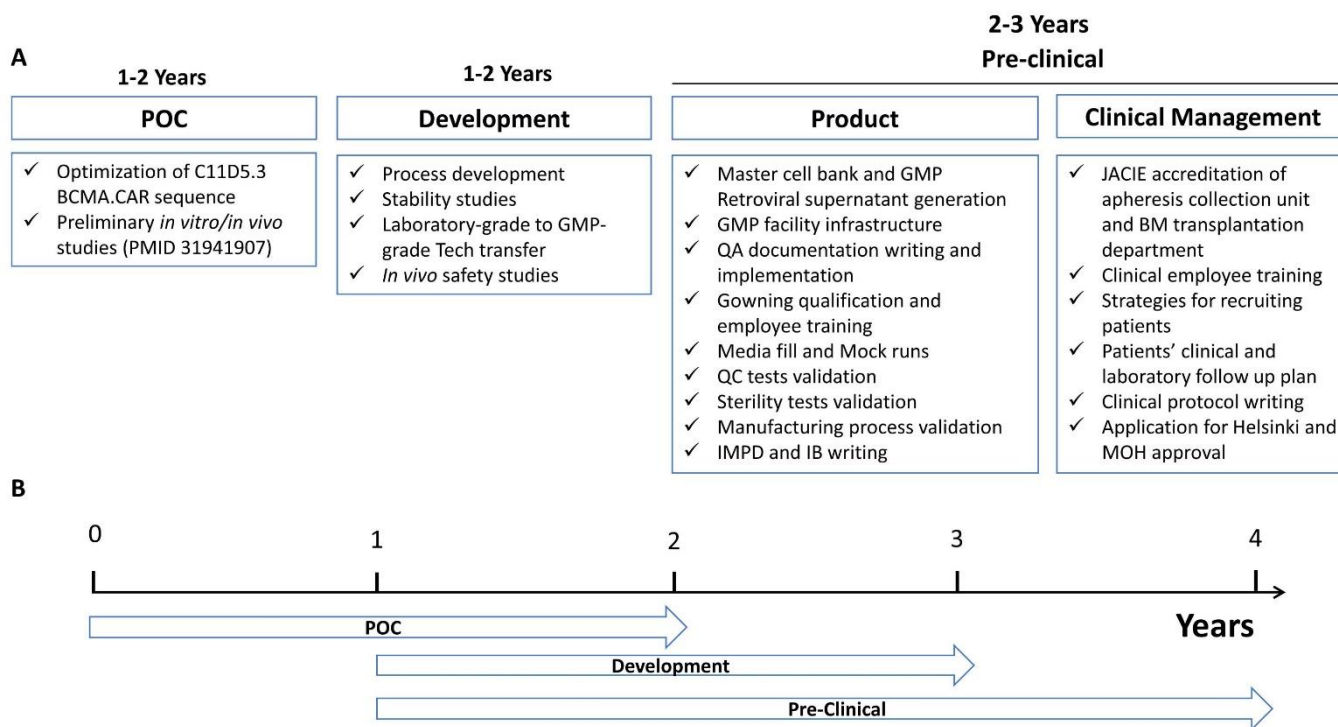 A
1-2 Years
POC
✓ Optimization of C11D5.3
BCMA.CAR sequence
✓ Preliminary in vitro/in vivo
studies (PMID 31941907)
1-2 Years
Development
✓ Process development
✓ Stability studies
✓ Laboratory-grade to GMP-
grade Tech transfer
✓ In vivo safety studies
2-3 Years
Pre-clinical
Product
✓ Master cell bank and GMP
Retroviral supernatant generation
✓ GMP facility infrastructure
✓ QA documentation writing and
implementation
✓ Gowning qualification and
employee training
✓ Media fill and Mock runs
✓ QC tests validation
✓ Sterility tests validation
✓ Manufacturing process validation
✓ IMPD and IB writing
Clinical Management
✓ JACIE accreditation of
apheresis collection unit
and BM transplantation
department
✓ Clinical employee training
✓ Strategies for recruiting
patients
✓ Patients’ clinical and
laboratory follow up plan
✓ Clinical protocol writing
✓ Application for Helsinki and
MOH approval
B
0 1 2 3 4
Years
POC
Development
Pre-Clinical